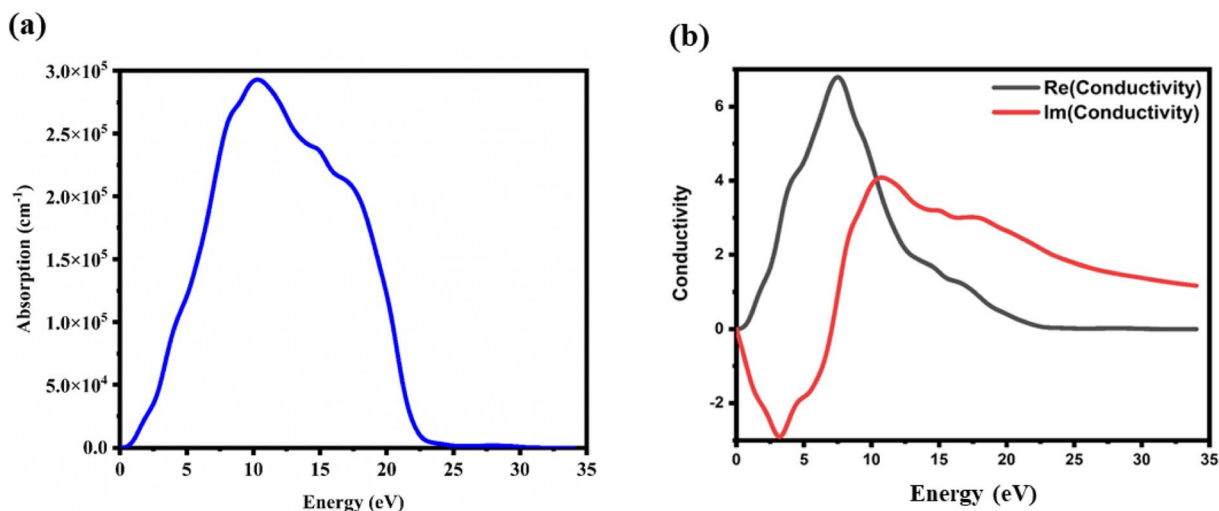 (a)
3.0×10⁵
2.5×10⁵
2.0×10⁵
1.5×10⁵
1.0×10⁵
5.0×10⁴
0.0
Absorption (cm⁻¹)
0 5 10 15 20 25 30 35
Energy (eV)
(b)
Re(Conductivity)
Im(Conductivity)
6
4
2
0
-2
Conductivity
0 5 10 15 20 25 30 35
Energy (eV)